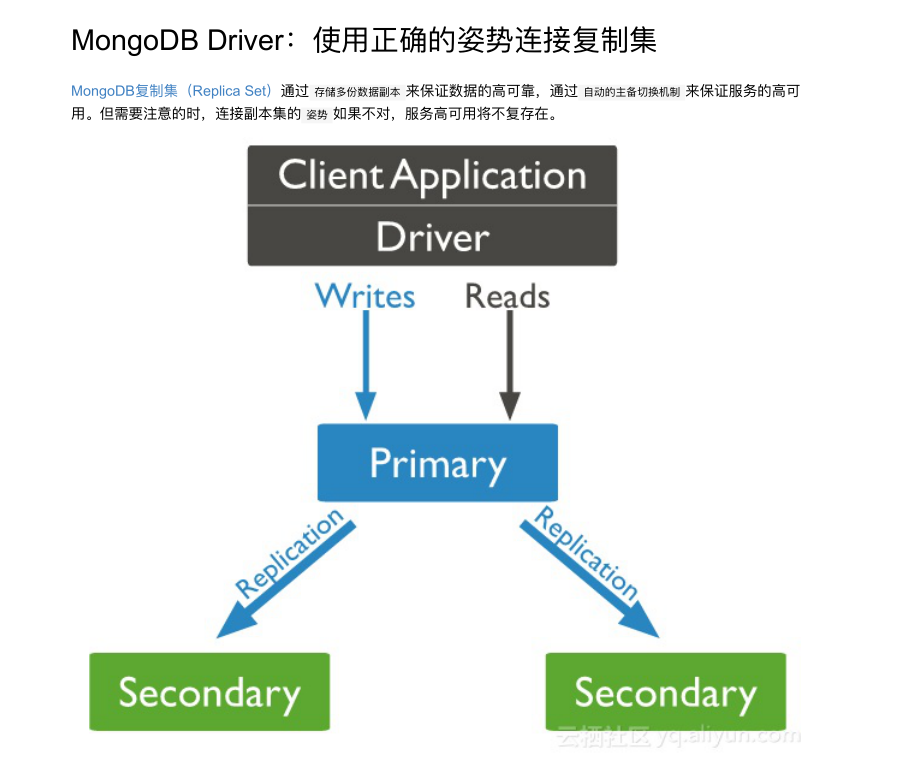 MongoDB Driver：使用正确的姿势连接复制集
MongoDB复制集（Replica Set）通过 存储多份数据副本 来保证数据的高可靠，通过 自动的主备切换机制 来保证服务的高可
用。但需要注意的时，连接副本集的 姿势 如果不对，服务高可用将不复存在。
Client Application
Driver
Writes Reads
Primary
Replication Replication
Secondary Secondary
云栖社区 yq.aliyun.com